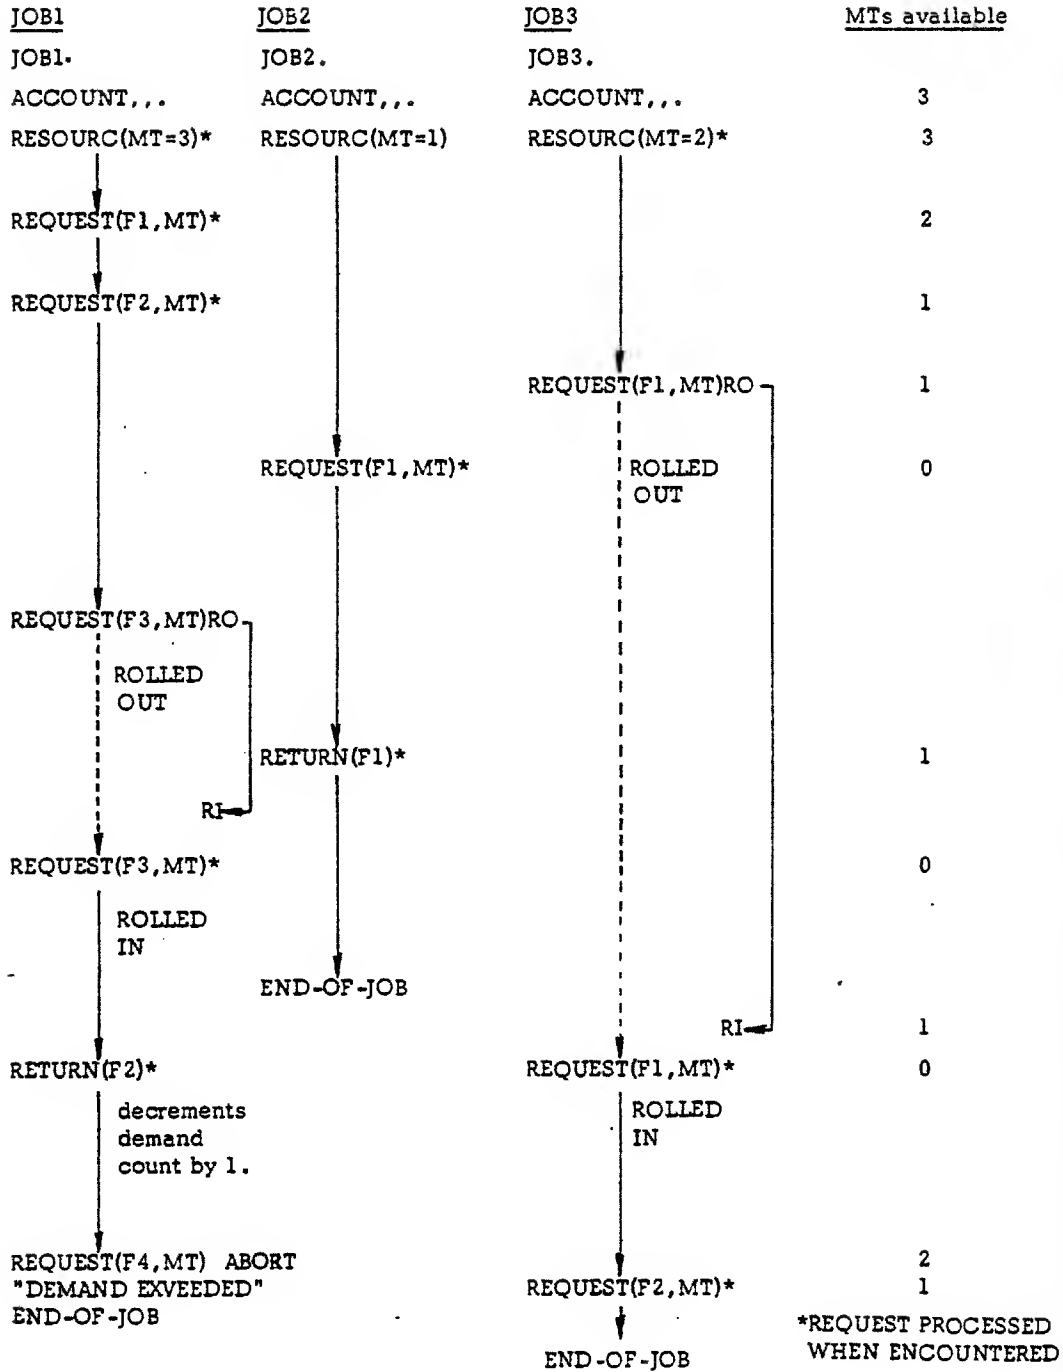 JOB1 JOB2 JOB3 MTs available
JOB1. JOB2. JOB3.
ACCOUNT,,. ACCOUNT,,. ACCOUNT,,. 3
RESOURC(MT=3)* RESOURC(MT=1) RESOURC(MT=2)* 3
REQUEST(F1,MT)* 2
REQUEST(F2,MT)* 1
REQUEST(F1,MT)RO 1
REQUEST(F1,MT)* ROLLED 0
OUT
REQUEST(F3,MT)RO
ROLLED
OUT
RETURN(F1)* 1
RI
REQUEST(F3,MT)* 0
ROLLED
IN
END-OF-JOB
RI 1
RETURN(F2)* REQUEST(F1,MT)* 0
decrements ROLLED
demand IN
count by 1.
REQUEST(F4,MT) ABORT 2
"DEMAND EXVEEDED" REQUEST(F2,MT)* 1
END-OF-JOB *REQUEST PROCESSED
END-OF-JOB WHEN ENCOUNTERED